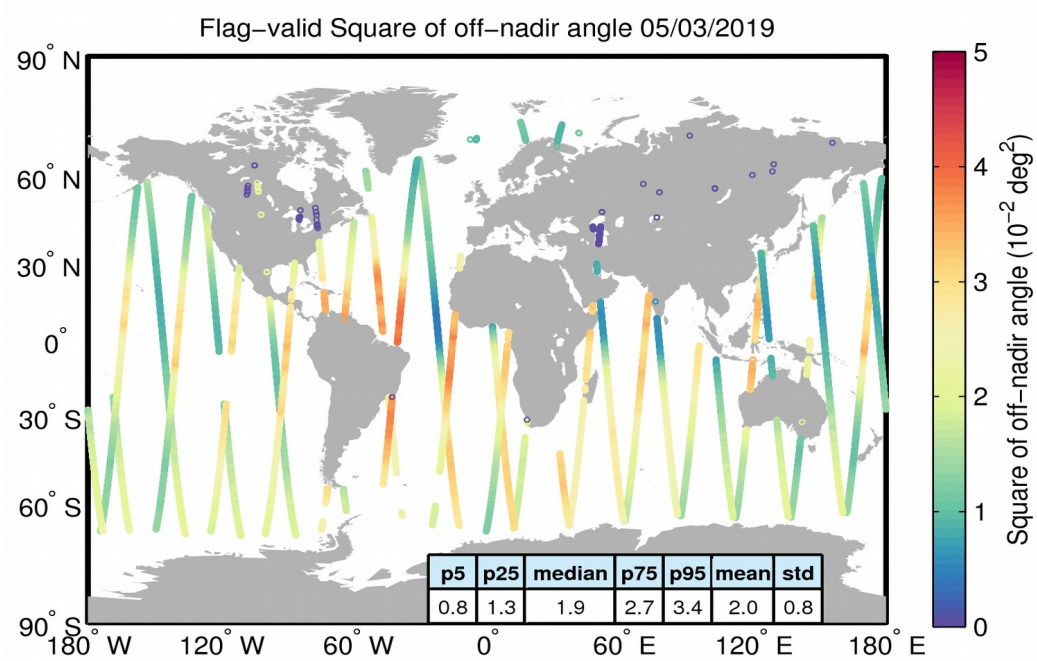 Flag−valid Square of off−nadir angle 05/03/2019
90° N
60° N
30° N
0°
30° S
60° S
90° S
180° W
120° W
60° W
0°
60° E
120° E
180° E
p5 p25 median p75 p95 mean std
0.8 1.3 1.9 2.7 3.4 2.0 0.8
5
4
3
2
1
0
Square of off−nadir angle (10⁻² deg²)